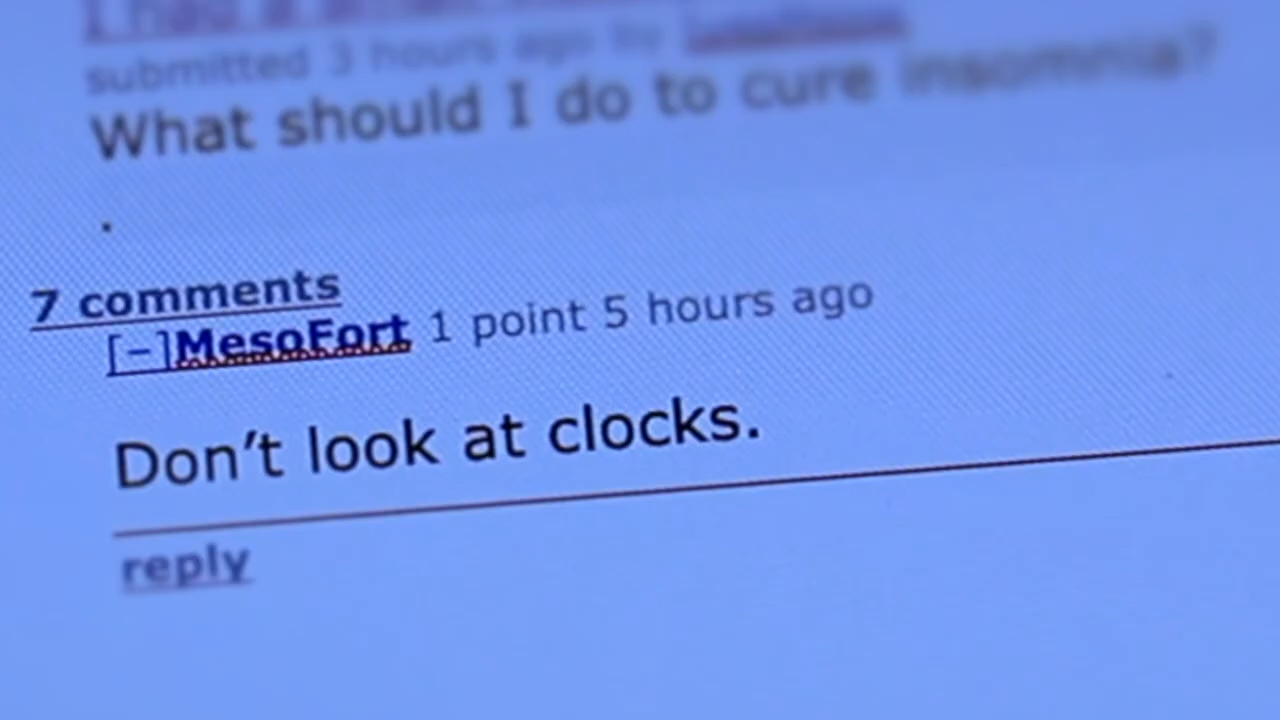 I had a
submitted 3 hours ago by
What should I do to cure insomnia?
.
7 comments
[–]MesoFort 1 point 5 hours ago
Don’t look at clocks.
reply